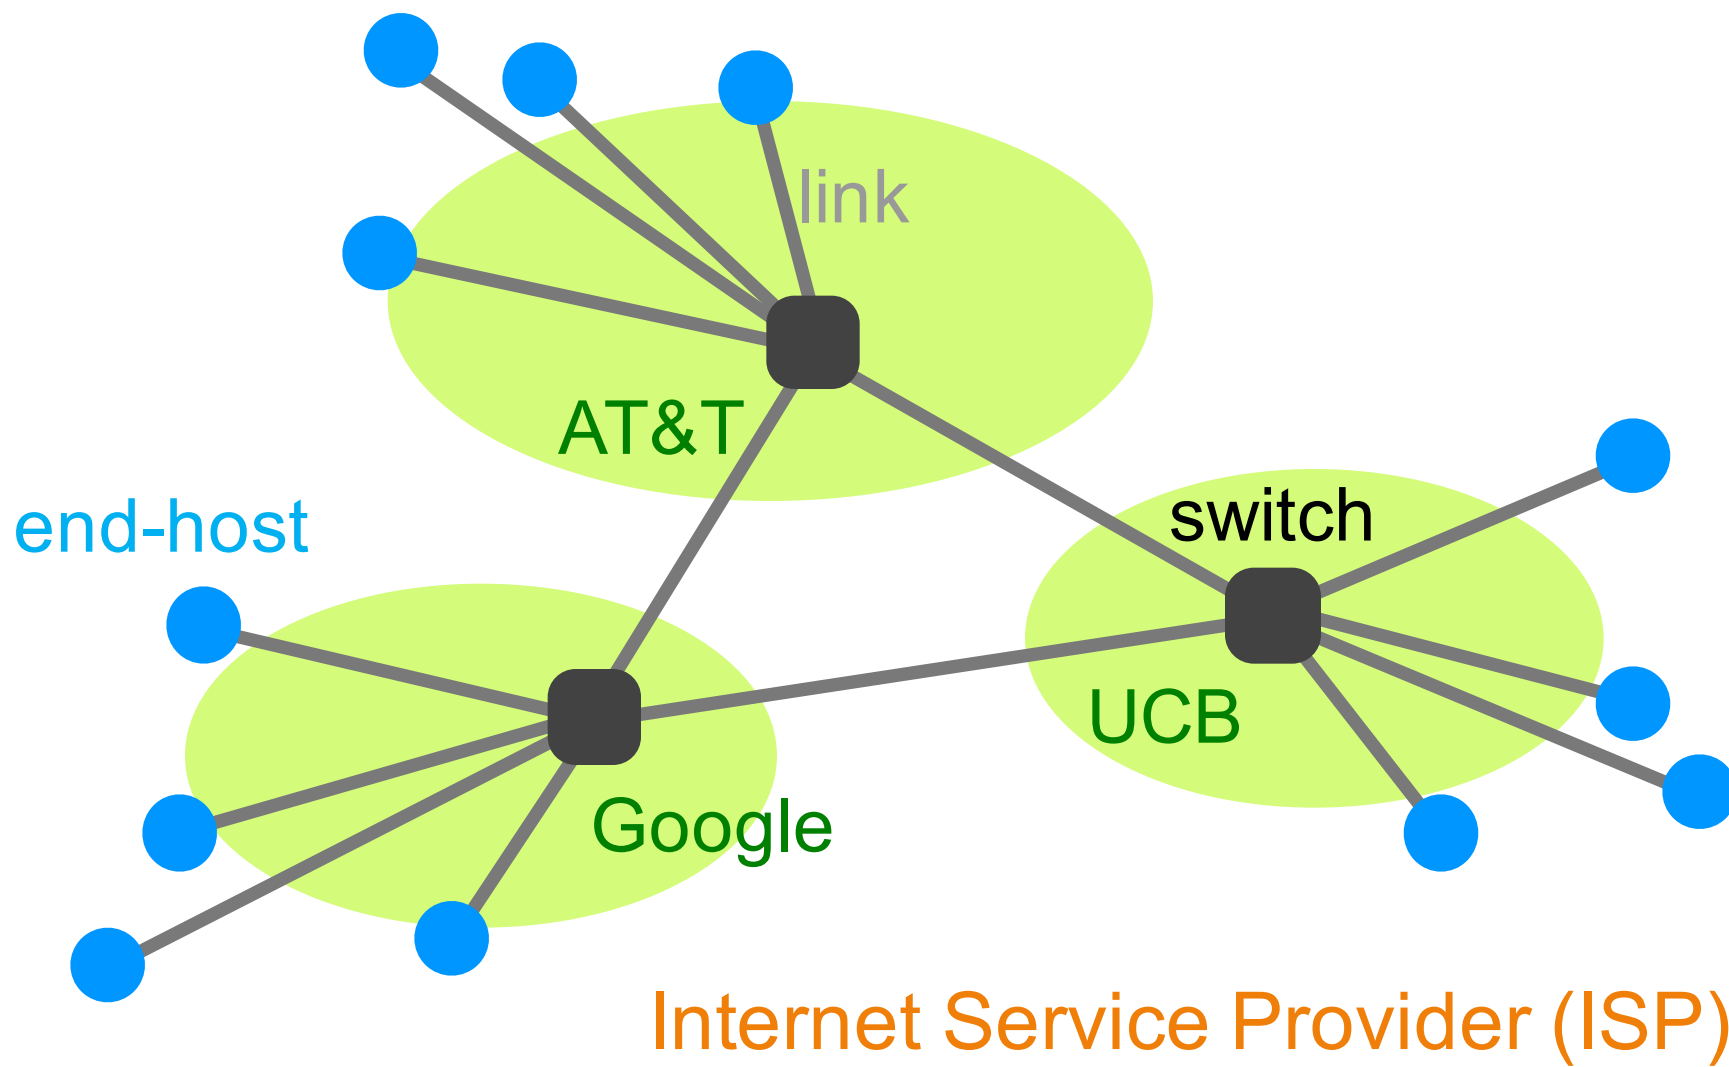 link
AT&T
end-host
switch
UCB
Google
Internet Service Provider (ISP)